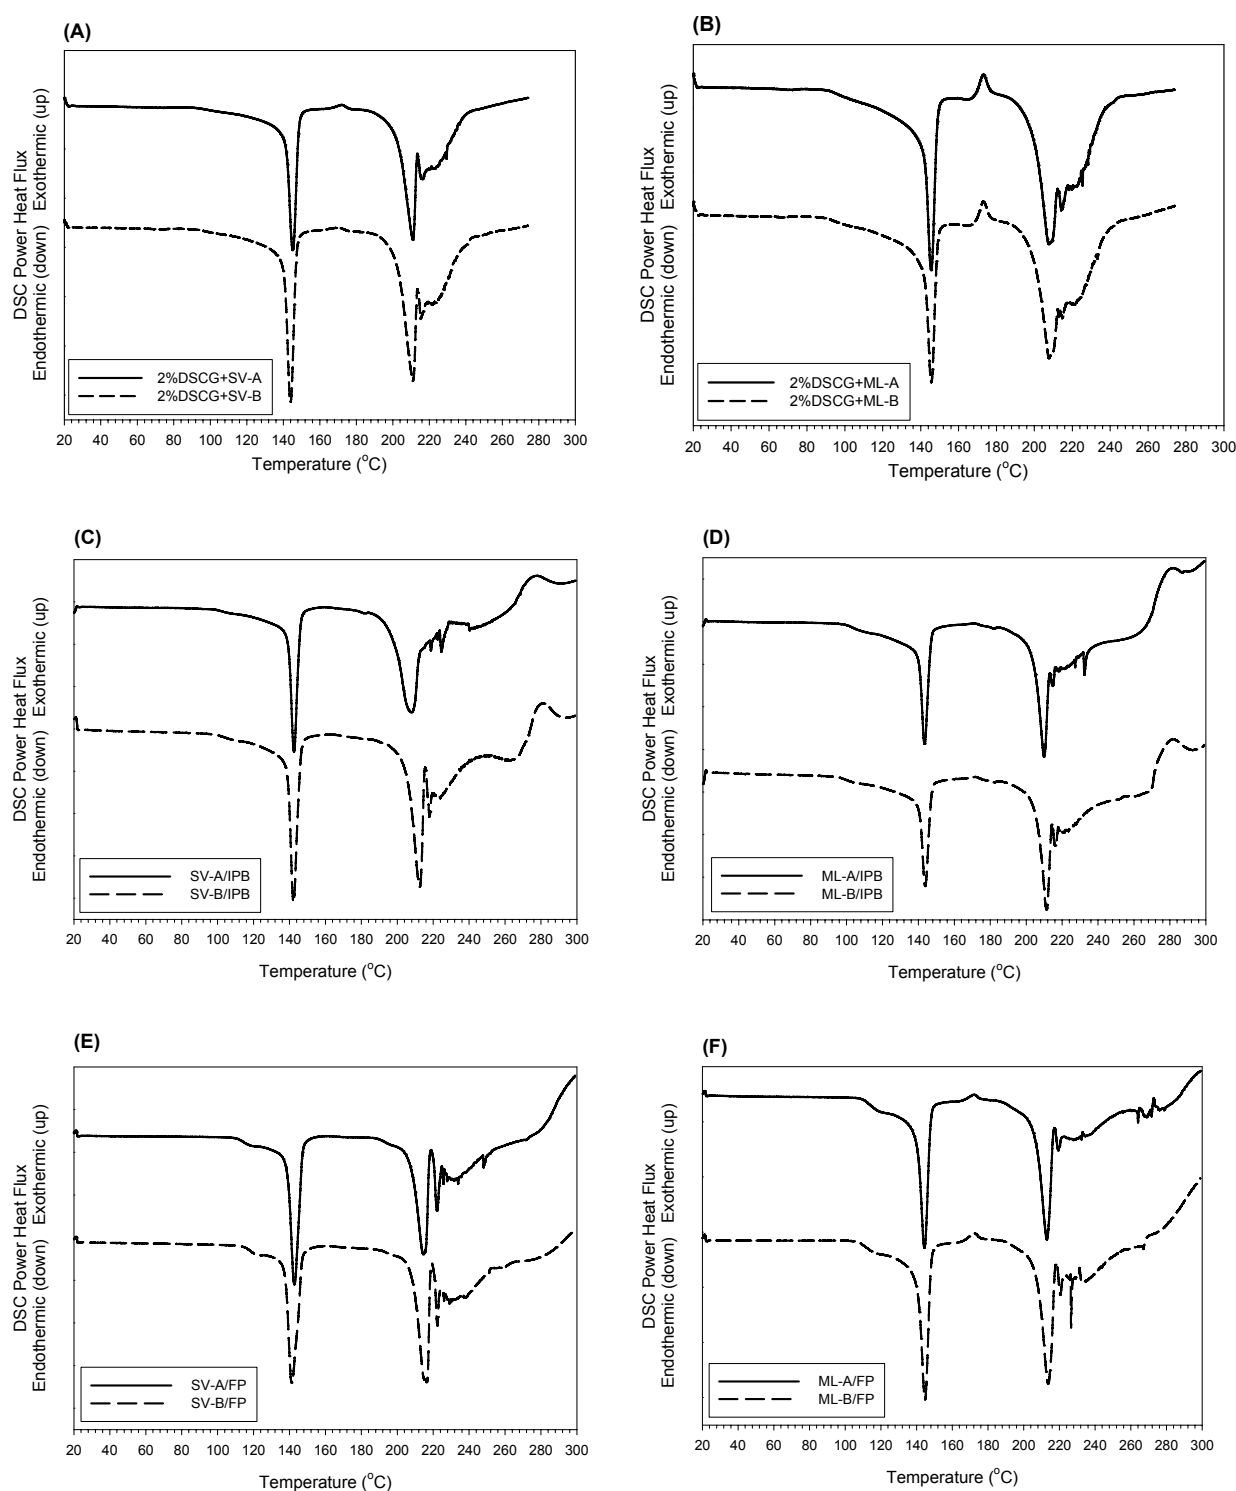 (A)
DSC Power Heat Flux
Endothermic (down) Exothermic (up)
2%DSCG+SV-A
2%DSCG+SV-B
20 40 60 80 100 120 140 160 180 200 220 240 260 280 300
Temperature (°C)
(B)
DSC Power Heat Flux
Endothermic (down) Exothermic (up)
2%DSCG+ML-A
2%DSCG+ML-B
20 40 60 80 100 120 140 160 180 200 220 240 260 280 300
Temperature (°C)
(C)
DSC Power Heat Flux
Endothermic (down) Exothermic (up)
SV-A/IPB
SV-B/IPB
20 40 60 80 100 120 140 160 180 200 220 240 260 280 300
Temperature (°C)
(D)
DSC Power Heat Flux
Endothermic (down) Exothermic (up)
ML-A/IPB
ML-B/IPB
20 40 60 80 100 120 140 160 180 200 220 240 260 280 300
Temperature (°C)
(E)
DSC Power Heat Flux
Endothermic (down) Exothermic (up)
SV-A/FP
SV-B/FP
20 40 60 80 100 120 140 160 180 200 220 240 260 280 300
Temperature (°C)
(F)
DSC Power Heat Flux
Endothermic (down) Exothermic (up)
ML-A/FP
ML-B/FP
20 40 60 80 100 120 140 160 180 200 220 240 260 280 300
Temperature (°C)